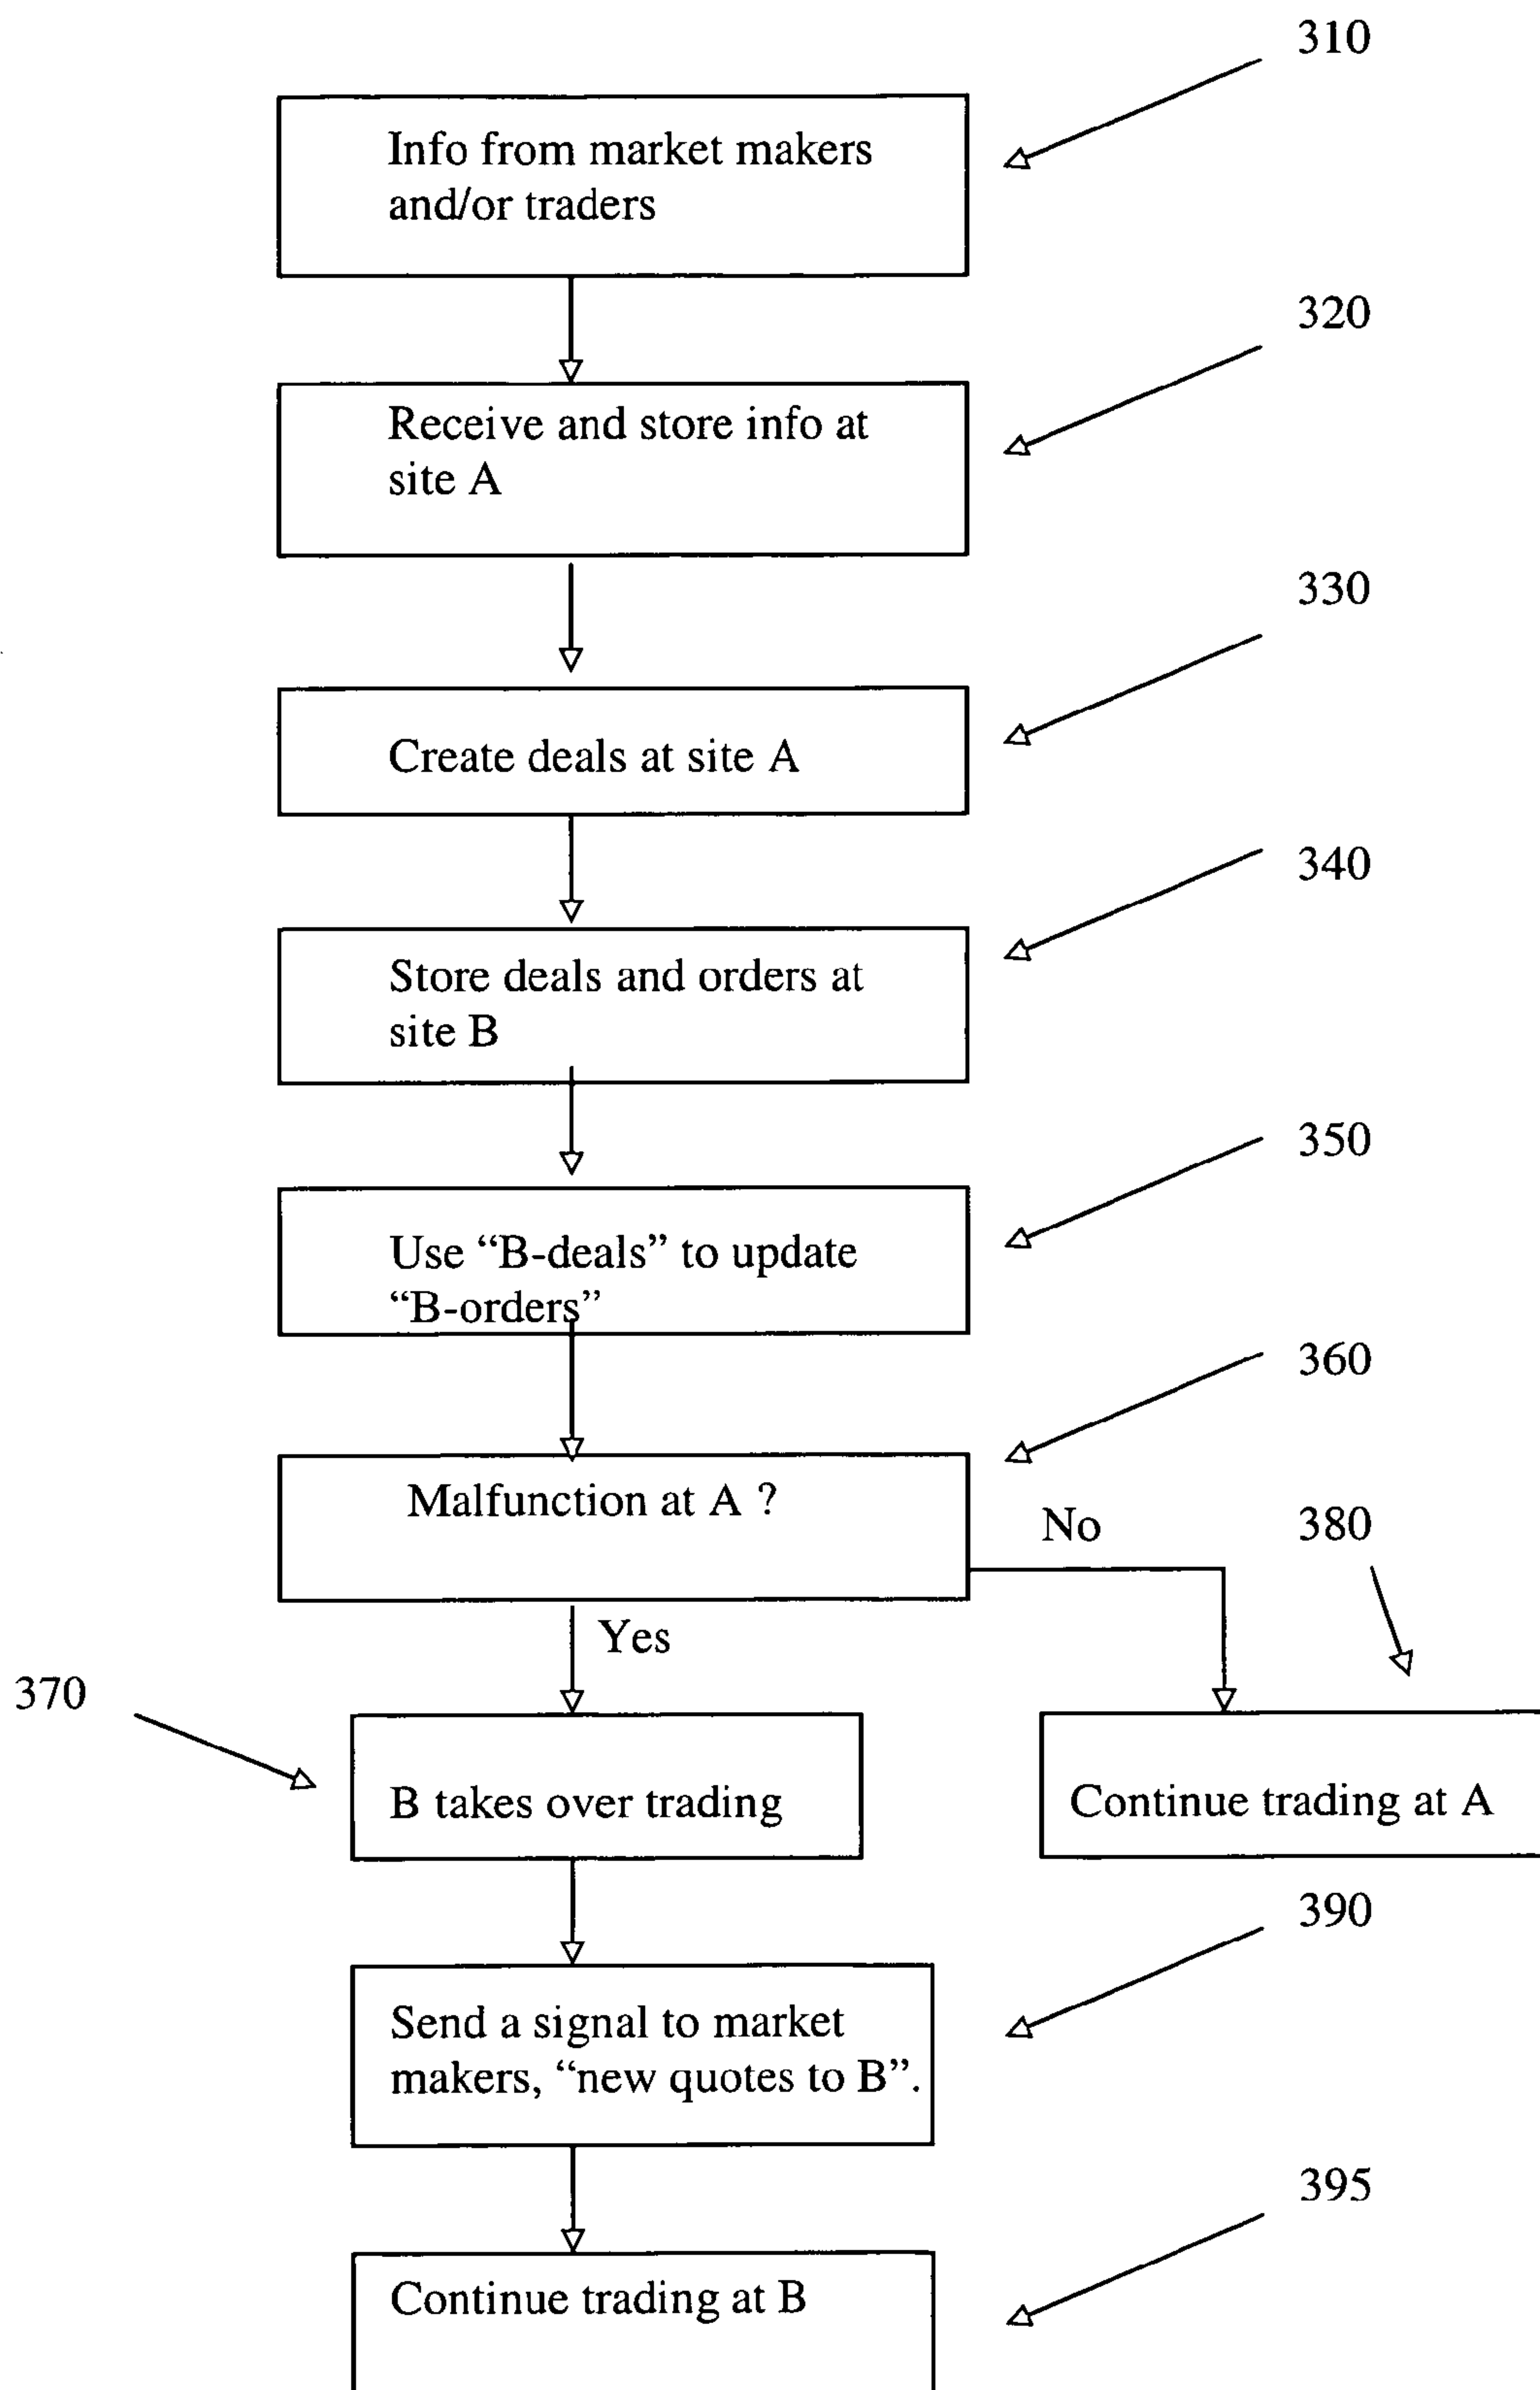 310
Info from market makers
and/or traders
320
Receive and store info at
site A
330
Create deals at site A
340
Store deals and orders at
site B
350
Use “B-deals” to update
“B-orders”
360
Malfunction at A ?
No
380
Yes
370
B takes over trading
Continue trading at A
390
Send a signal to market
makers, “new quotes to B”.
395
Continue trading at B